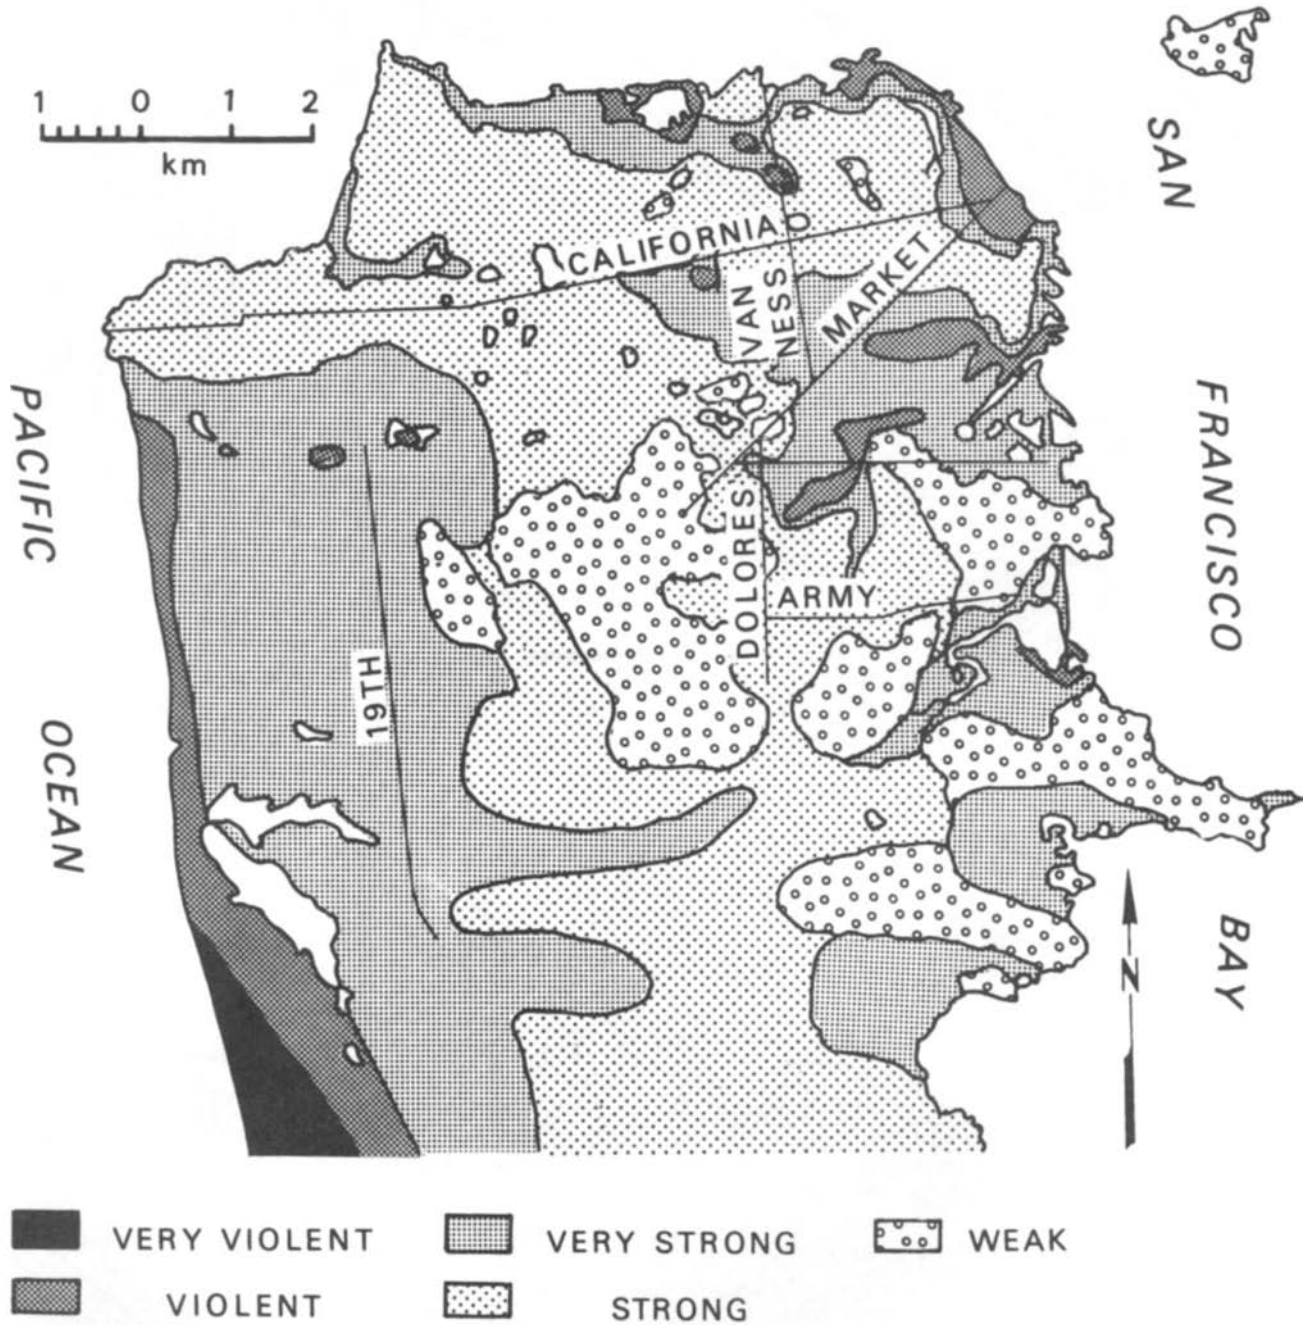 1 0 1 2
km
SAN
FRANCISCO
BAY
PACIFIC
OCEAN
CALIFORNIA
VAN
NESS
MARKET
DOLORES
ARMY
19TH
N
VERY VIOLENT
VERY STRONG
WEAK
VIOLENT
STRONG